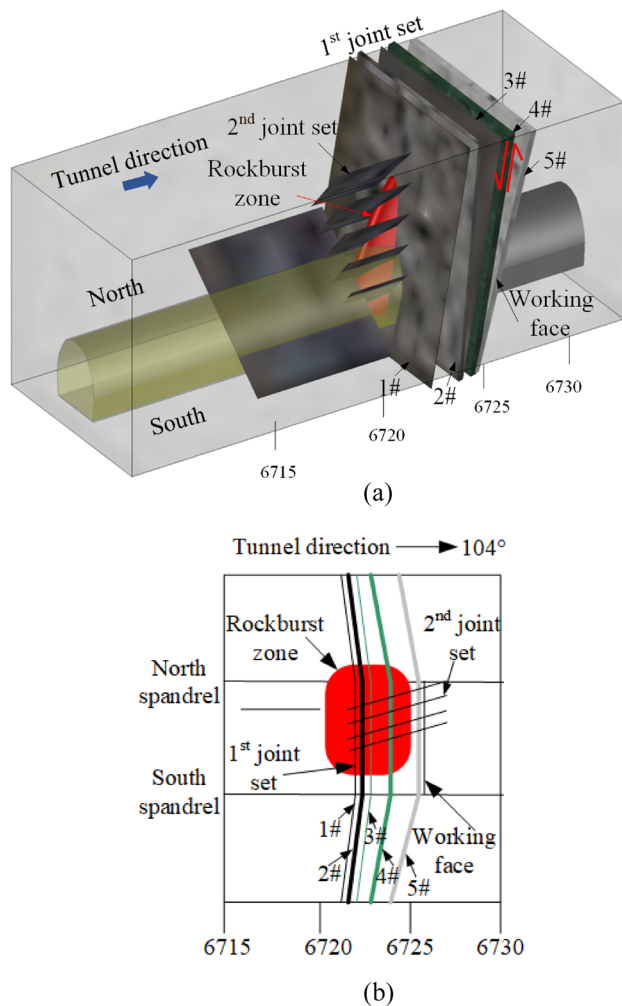 1st joint set
3#
4#
5#
2nd joint set
Rockburst
zone
Tunnel direction
North
South
Working
face
1#
2#
6715
6720
6725
6730
(a)
Tunnel direction
104°
Rockburst
zone
2nd joint
set
North
spandrel
1st joint
set
South
spandrel
1#
3#
2#
4#
5#
Working
face
6715
6720
6725
6730
(b)